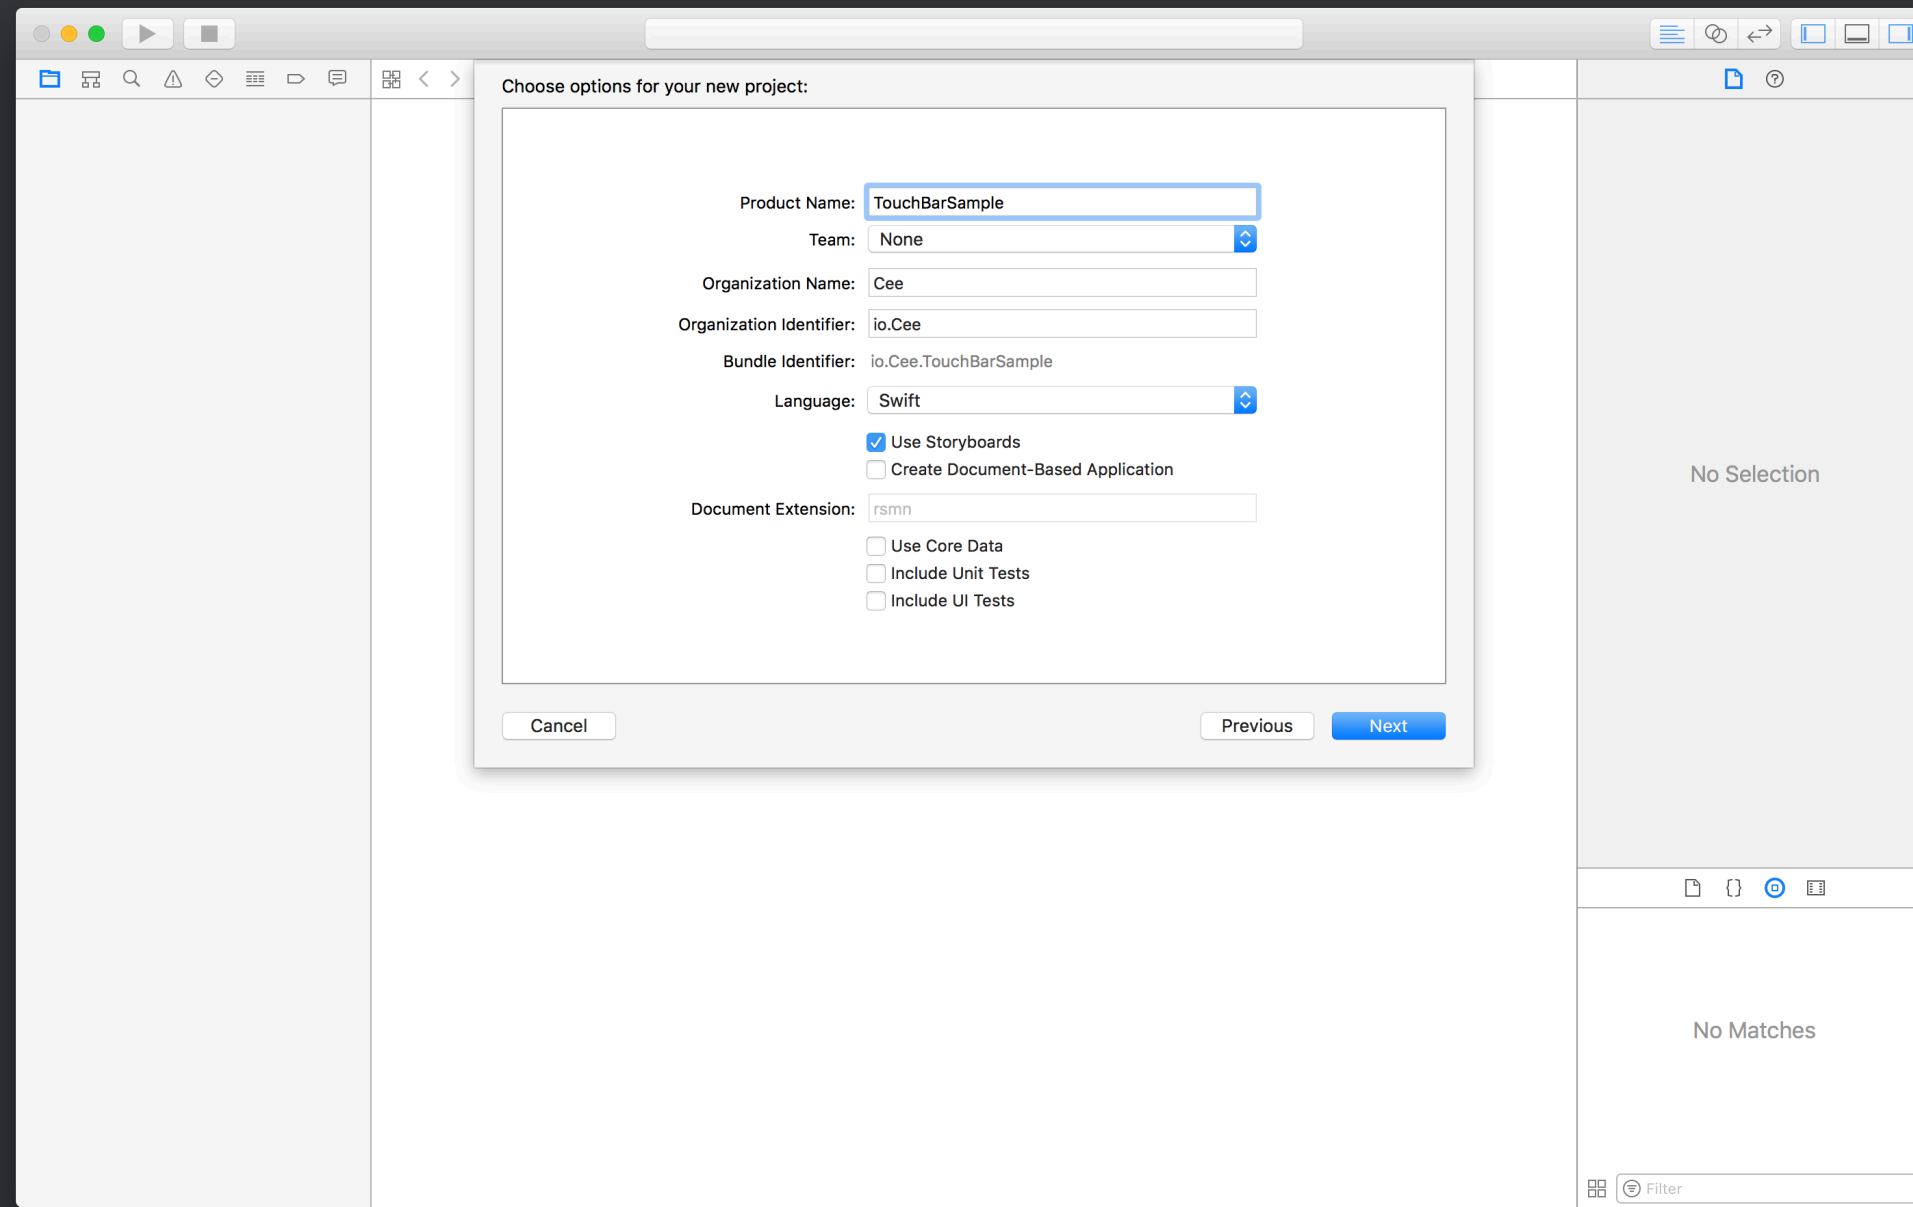 Choose options for your new project:
Product Name: TouchBarSample
Team: None
Organization Name: Cee
Organization Identifier: io.Cee
Bundle Identifier: io.Cee.TouchBarSample
Language: Swift
Use Storyboards
Create Document-Based Application
Document Extension: rsmn
Use Core Data
Include Unit Tests
Include UI Tests
Cancel Previous Next
No Selection
No Matches
Filter